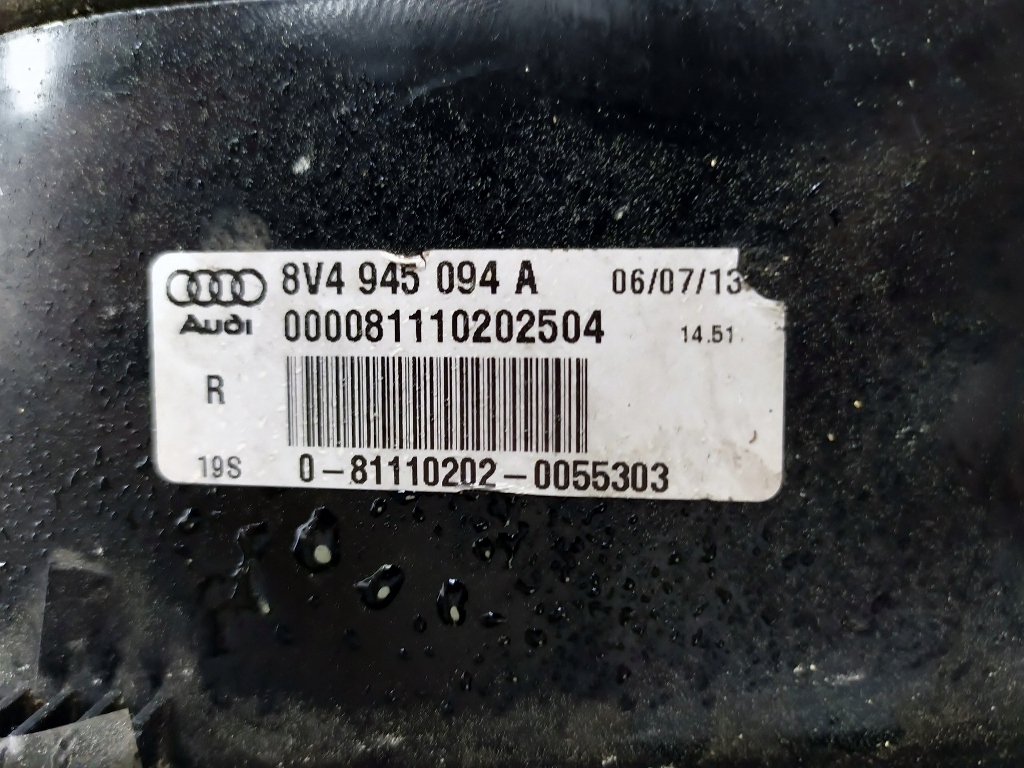 8V4 945 094 A 06/07/13
Audi 000081110202504 14.51
R
19S 0-81110202-0055303